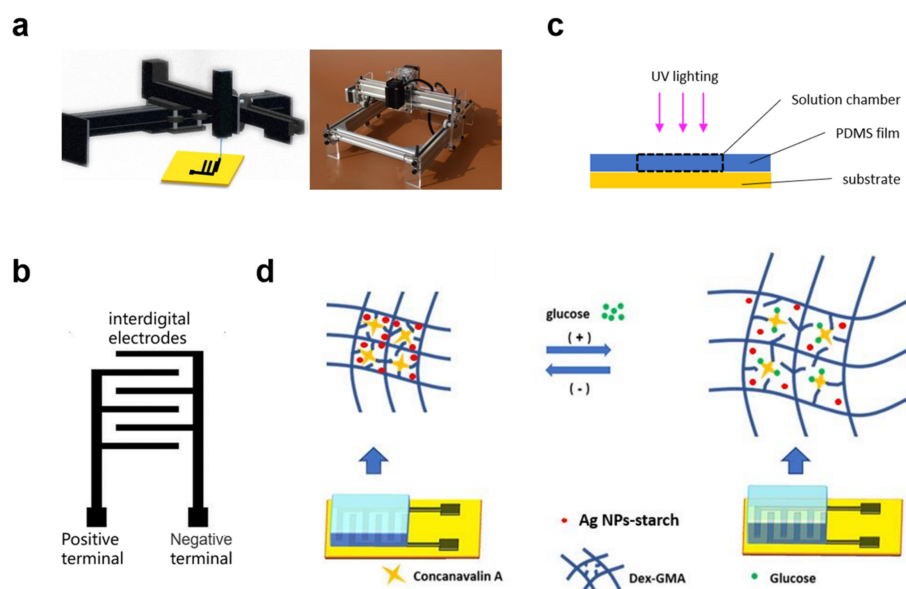 a
c
UV lighting
Solution chamber
PDMS film
substrate
b
interdigital
electrodes
Positive
terminal
Negative
terminal
d
glucose
( + )
( - )
Ag NPs-starch
Concanavalin A
Dex-GMA
Glucose